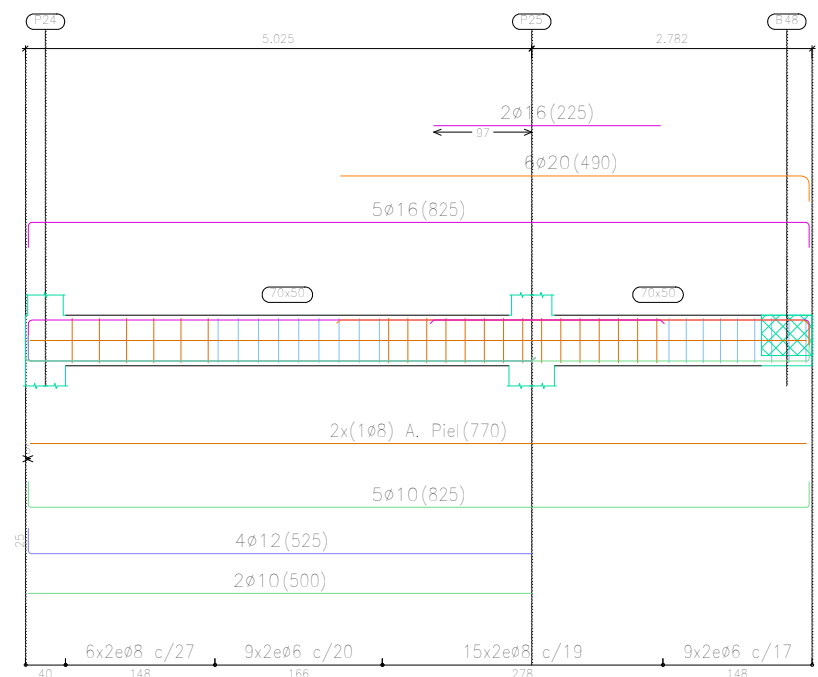 P24 P25 B48
5.025 2.782
2ø16(225)
97
6ø20(490)
5ø16(825)
70x50 70x50
2x(1ø8) A. Piel(770)
5ø10(825)
25
4ø12(525)
2ø10(500)
6x2eø8 c/27 9x2eø6 c/20 15x2eø8 c/19 9x2eø6 c/17
40 148 166 278 148